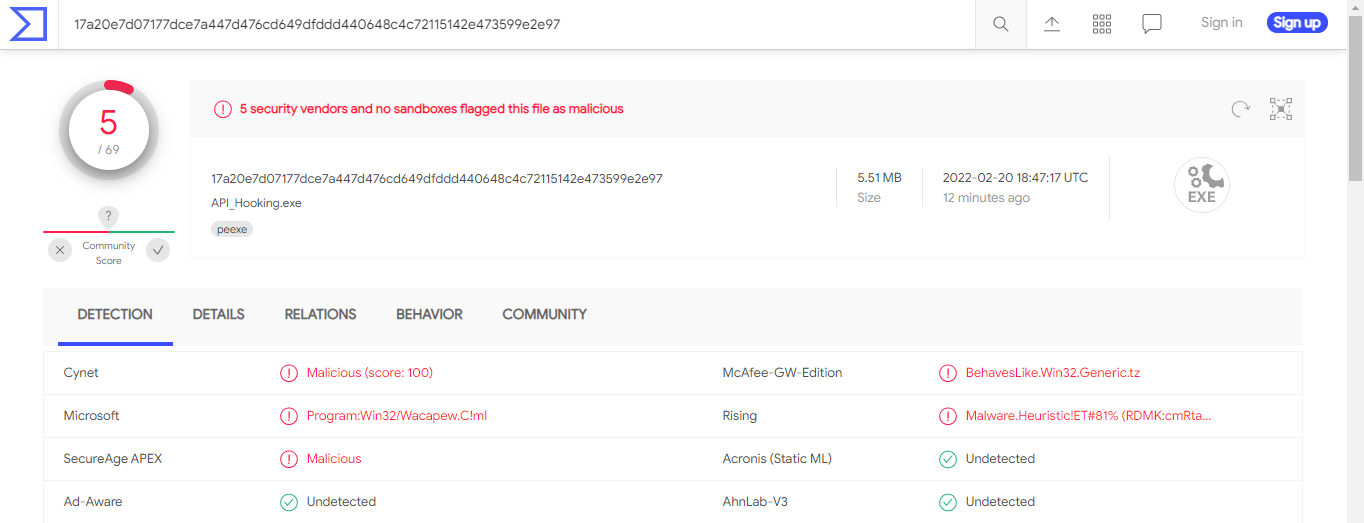 17a20e7d07177dce7a447d476cd649dfddd440648c4c72115142e473599e2e97
Sign in
Sign up
5
/ 69
5 security vendors and no sandboxes flagged this file as malicious
17a20e7d07177dce7a447d476cd649dfddd440648c4c72115142e473599e2e97
API_Hooking.exe
peexe
5.51 MB
Size
2022-02-20 18:47:17 UTC
12 minutes ago
EXE
?
Community
Score
DETECTION DETAILS RELATIONS BEHAVIOR COMMUNITY
Cynet Malicious (score: 100) McAfee-GW-Edition BehavesLike.Win32.Generic.tz
Microsoft Program:Win32/Wacapew.C!ml Rising Malware.Heuristic!ET#81% (RDMK:cmRta...
SecureAge APEX Malicious Acronis (Static ML) Undetected
Ad-Aware Undetected AhnLab-V3 Undetected